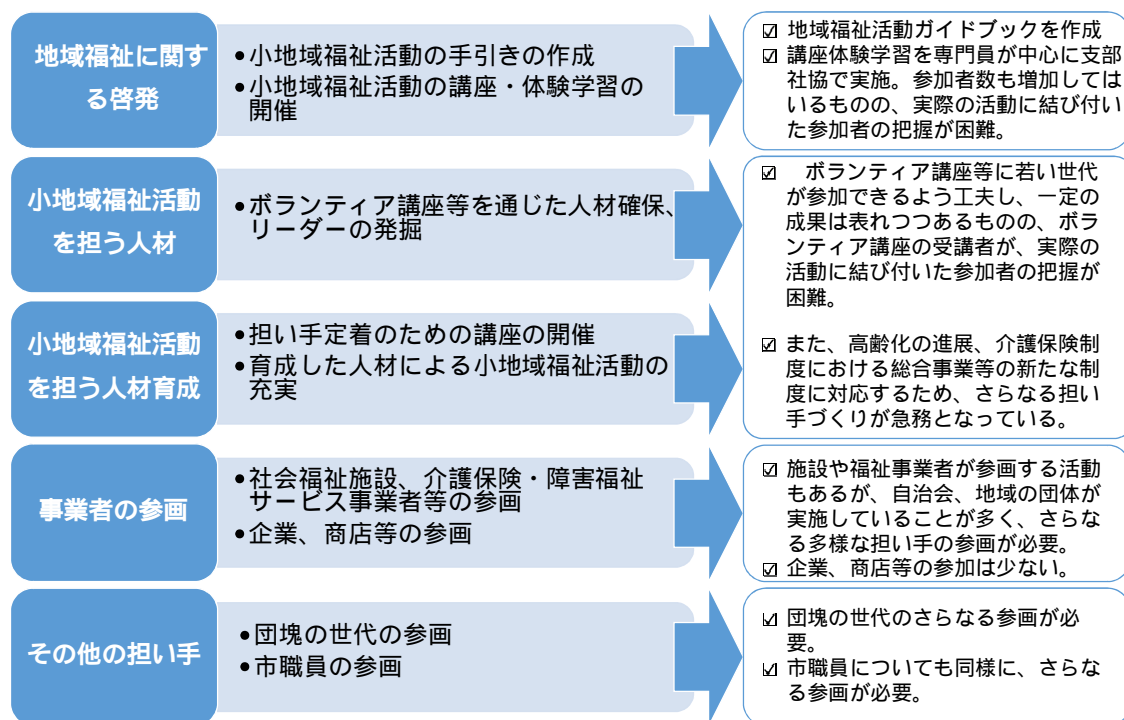 地域福祉に関す
る啓発
•小地域福祉活動の手引きの作成
•小地域福祉活動の講座・体験学習の
開催
☑ 地域福祉活動ガイドブックを作成
☑ 講座体験学習を専門員が中心に支部
社協で実施。参加者数も増加しては
いるものの、実際の活動に結び付い
た参加者の把握が困難。
小地域福祉活動
を担う人材
•ボランティア講座等を通じた人材確保、
リーダーの発掘
☑ ボランティア講座等に若い世代
が参加できるよう工夫し、一定の
成果は表れつつあるものの、ボラ
ンティア講座の受講者が、実際の
活動に結び付いた参加者の把握が
困難。
小地域福祉活動
を担う人材育成
•担い手定着のための講座の開催
•育成した人材による小地域福祉活動の
充実
☑ また、高齢化の進展、介護保険制
度における総合事業等の新たな制
度に対応するため、さらなる担い
手づくりが急務となっている。
事業者の参画
•社会福祉施設、介護保険・障害福祉
サービス事業者等の参画
•企業、商店等の参画
☑ 施設や福祉事業者が参画する活動
もあるが、自治会、地域の団体が
実施していることが多く、さらな
る多様な担い手の参画が必要。
☑ 企業、商店等の参加は少ない。
その他の担い手
•団塊の世代の参画
•市職員の参画
☑ 団塊の世代のさらなる参画が必
要。
☑ 市職員についても同様に、さらな
る参画が必要。